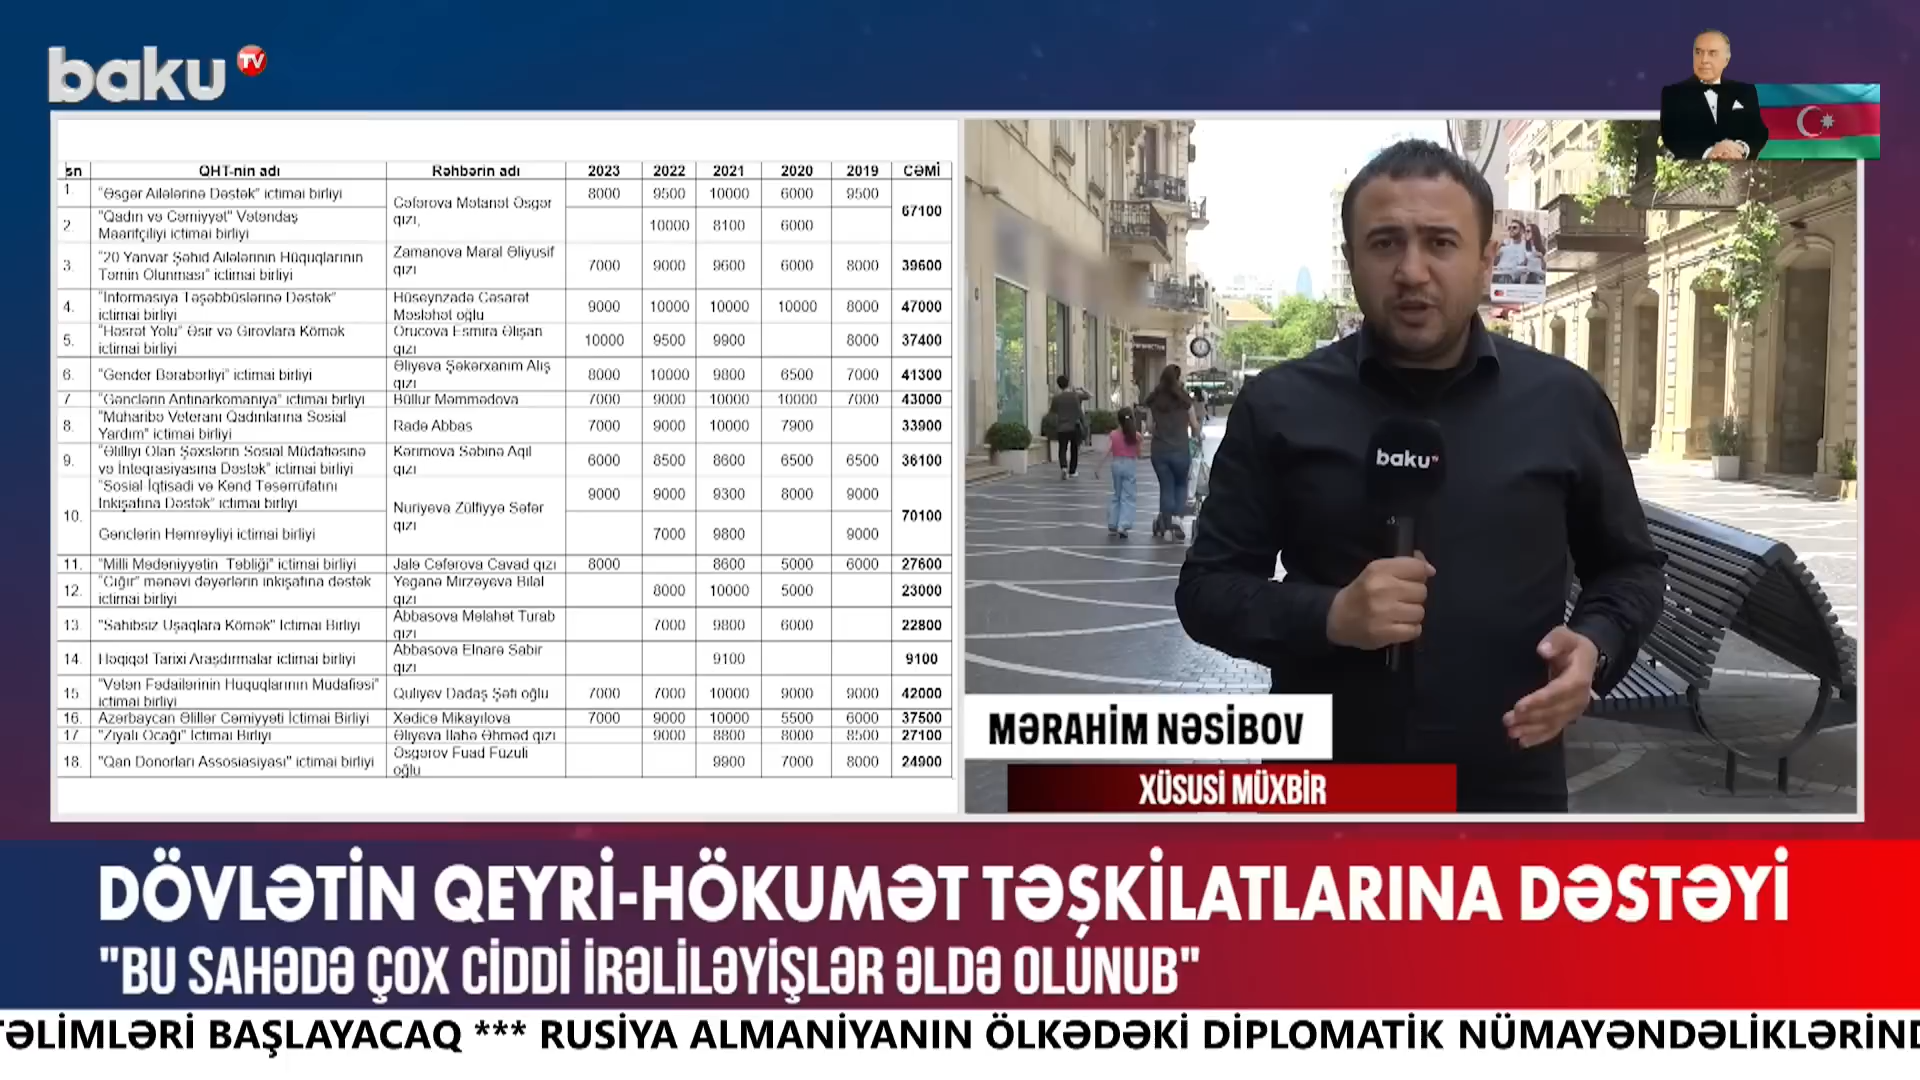 baku TV
sn QHT-nin adı Rəhbərin adı 2023 2022 2021 2020 2019 CƏMİ
1. "Əsgər Ailələrinə Dəstək" ictimai birliyi Cəfərova Mətanət Əsgər qızı, 8000 9500 10000 6000 9500 67100
2. "Qadın və Cəmiyyət" Vətəndaş Maarifçiliyi ictimai birliyi 10000 8100 6000
3. "20 Yanvar Şəhid Ailələrinin Hüquqlarının Təmin Olunması" ictimai birliyi Zamanova Maral Əliyusif qızı 7000 9000 9600 6000 8000 39600
4. "İnformasiya Təşəbbüslərinə Dəstək" ictimai birliyi Hüseynzadə Cəsarət Məsləhət oğlu 9000 10000 10000 10000 8000 47000
5. "Həsrət Yolu" Əsir və Girovlara Kömək ictimai birliyi Orucova Esmira Əlişan qızı 10000 9500 9900 8000 37400
6. "Gender Bərabərliyi" ictimai birliyi Əliyeva Şəkərxanım Alış qızı 8000 10000 9800 6500 7000 41300
7 "Gənclərin Antinarkomaniya" ictimai birliyi Büllur Məmmədova 7000 9000 10000 10000 7000 43000
8. "Müharibə Veteranı Qadınlarına Sosial Yardım" ictimai birliyi Radə Abbas 7000 9000 10000 7900 33900
9. "Əlilliyi Olan Şəxslərin Sosial Müdafiəsinə və İnteqrasiyasına Dəstək" ictimai birliyi Kərimova Səbinə Aqil qızı 6000 8500 8600 6500 6500 36100
10. "Sosial İqtisadi və Kənd Təsərrüfatını İnkişafına Dəstək" ictimai birliyi Nuriyeva Zülfiyyə Səfər qızı 9000 9000 9300 8000 9000 70100
Gənclərin Həmrəyliyi ictimai birliyi 7000 9800 9000
11. "Milli Mədəniyyətin Təbliği" ictimai birliyi Jalə Cəfərova Cavad qızı 8000 8600 5000 6000 27600
12. "Cığır" mənəvi dəyərlərin inkişafına dəstək ictimai birliyi Yeganə Mirzəyeva Bilal qızı 8000 10000 5000 23000
13. "Sahibsiz Uşaqlara Kömək" İctimai Birliyi Abbasova Məlahət Turab qızı 7000 9800 6000 22800
14. Həqiqət Tarixi Araşdırmalar ictimai birliyi Abbasova Elnarə Sabir qızı 9100 9100
15 "Vətən Fədailərinin Huquqlarının Mudafiəsi" ictimai birliyi Quliyev Dadaş Şəfi oğlu 7000 7000 10000 9000 9000 42000
16. Azərbaycan Əlillər Cəmiyyəti İctimai Birliyi Xədicə Mikayılova 7000 9000 10000 5500 6000 37500
17 "Ziyalı Ocağı" İctimai Birliyi Əliyeva İlahə Əhməd qızı 9000 8800 8000 8500 27100
18. "Qan Donorları Assosiasiyası" ictimai birliyi Əsgərov Fuad Füzuli oğlu 9900 7000 8000 24900
baku TV
MƏRAHİM NƏSİBOV
XÜSUSİ MÜXBİR
DÖVLƏTİN QEYRİ-HÖKUMƏT TƏŞKİLATLARINA DƏSTƏYİ
"BU SAHƏDƏ ÇOX CİDDİ İRƏLİLƏYİŞLƏR ƏLDƏ OLUNUB"
TƏLİMLƏRİ BAŞLAYACAQ *** RUSİYA ALMANİYANIN ÖLKƏDƏKİ DİPLOMATİK NÜMAYƏNDƏLİKLƏRİND